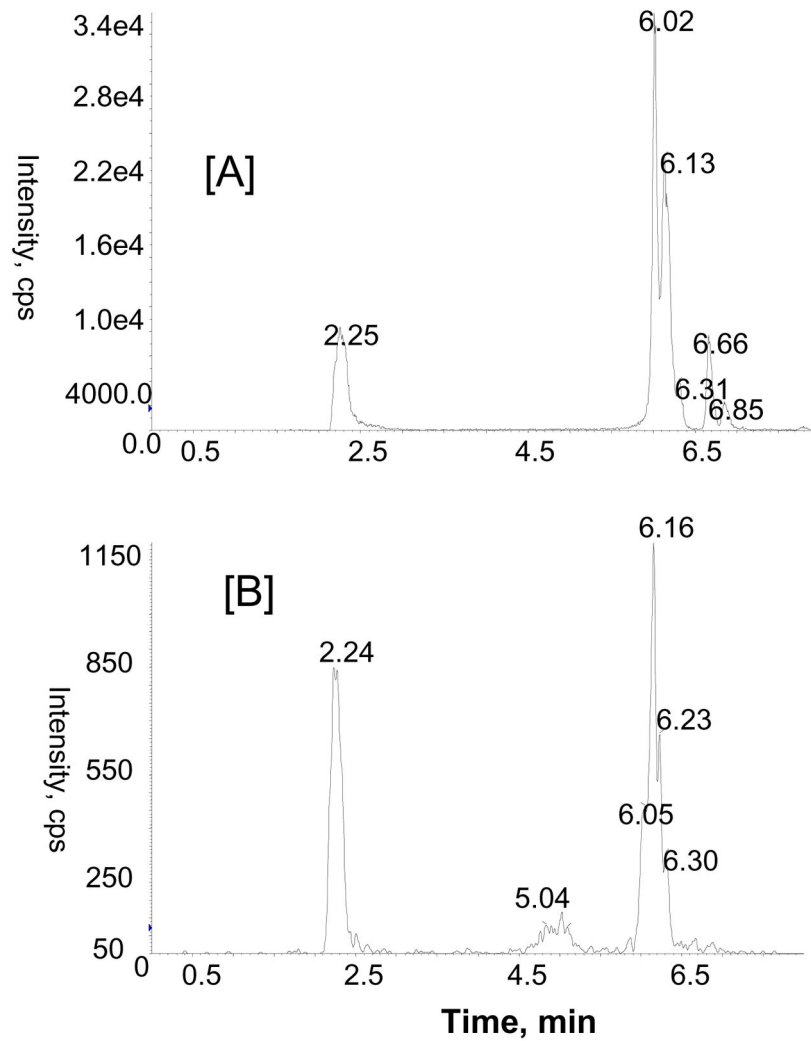 3.4e4
6.02
2.8e4
2.2e4
[A]
6.13
Intensity, cps
1.6e4
1.0e4
2.25
6.66
4000.0
6.31
6.85
0.0
0.5
2.5
4.5
6.5
6.16
1150
[B]
850
2.24
Intensity, cps
6.23
550
6.05
250
6.30
5.04
50
0
0.5
2.5
4.5
6.5
Time, min